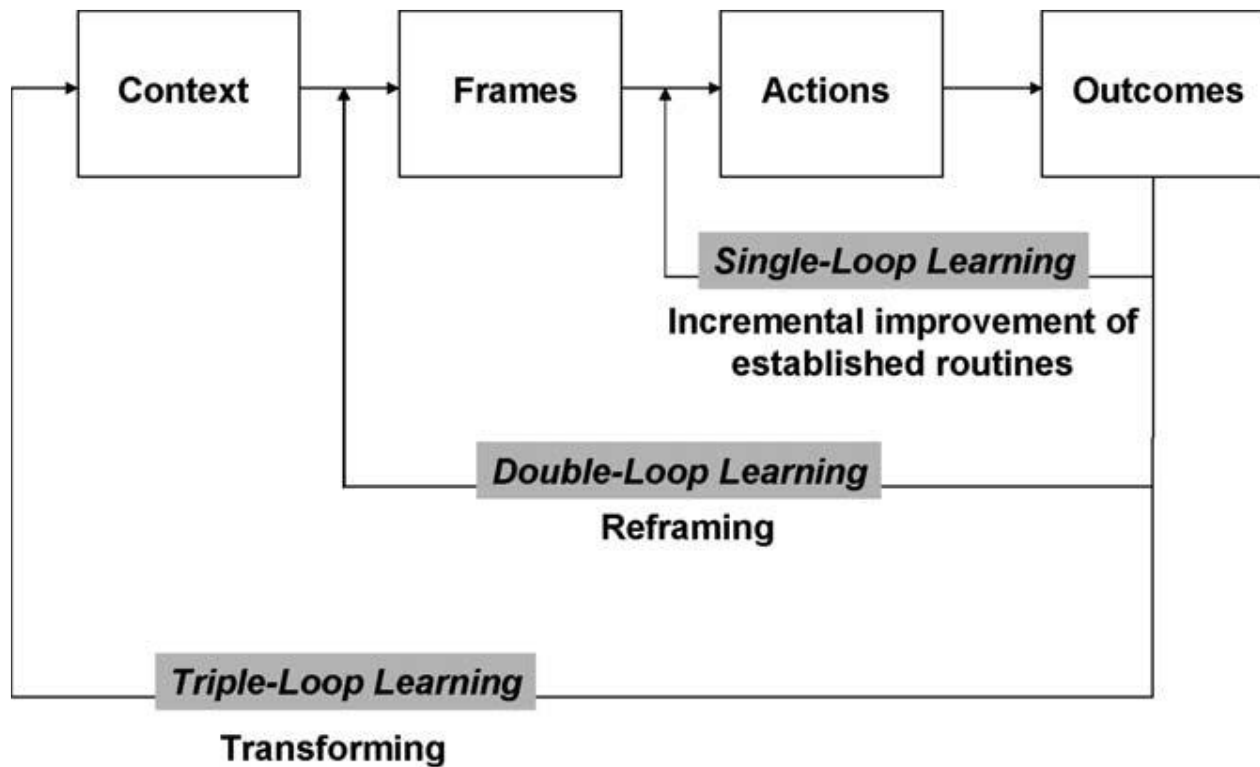 Context
Frames
Actions
Outcomes
Single-Loop Learning
Incremental improvement of
established routines
Double-Loop Learning
Reframing
Triple-Loop Learning
Transforming